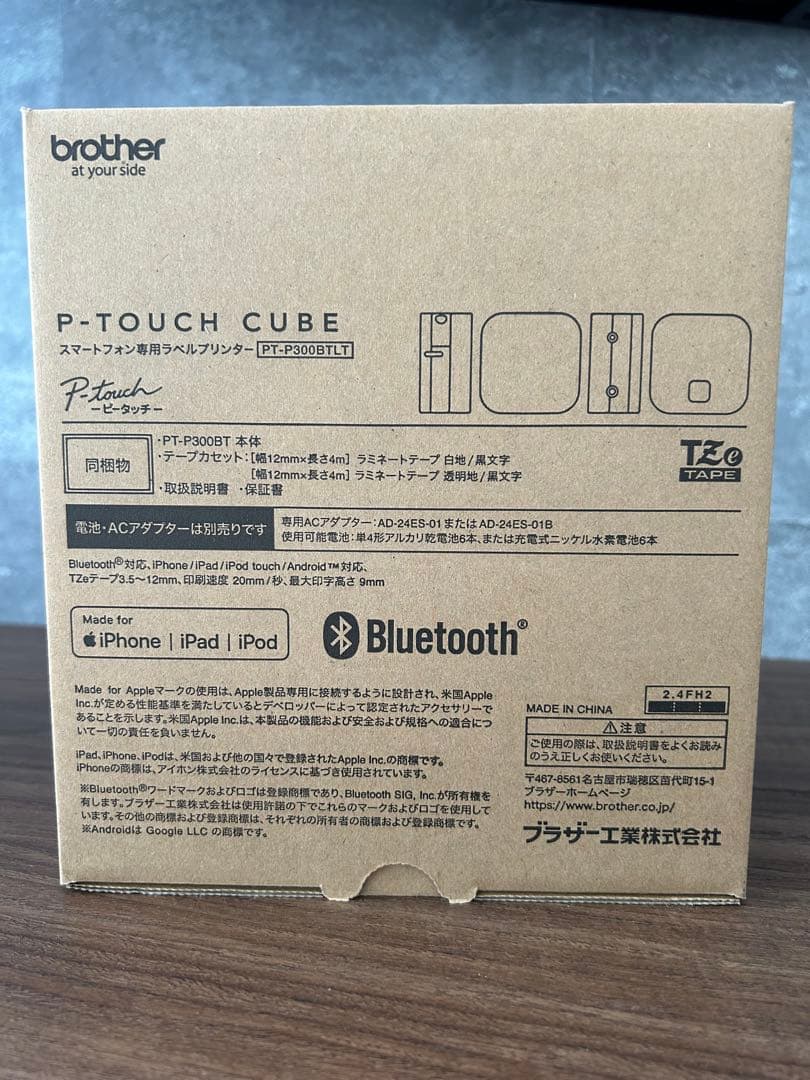 brother
at your side
P-TOUCH CUBE
スマートフォン専用ラベルプリンター PT-P300BTLT
P-touch
ーピータッチー
同梱物
・PT-P300BT 本体
・テープカセット：[幅12mm×長さ4m] ラミネートテープ 白地/黒文字
[幅12mm×長さ4m] ラミネートテープ 透明地/黒文字
・取扱説明書 ・保証書
TZe
TAPE
電池・ACアダプターは別売りです
専用ACアダプター：AD-24ES-01 または AD-24ES-01B
使用可能電池：単4形アルカリ乾電池6本、または充電式ニッケル水素電池6本
Bluetooth®対応、iPhone/iPad/iPod touch/Android™対応、
TZeテープ3.5～12mm、印刷速度 20mm/秒、最大印字高さ 9mm
Made for
iPhone | iPad | iPod
Bluetooth®
Made for Appleマークの使用は、Apple製品専用に接続するように設計され、米国Apple
Inc.が定める性能基準を満たしているとデベロッパーによって認定されたアクセサリーで
あることを示します。米国Apple Inc.は、本製品の機能および安全および規格への適合につ
いて一切の責任を負いません。
iPad、iPhone、iPodは、米国および他の国々で登録されたApple Inc.の商標です。
iPhoneの商標は、アイホン株式会社のライセンスに基づき使用されています。
※Bluetooth®ワードマークおよびロゴは登録商標であり、Bluetooth SIG, Inc.が所有権を
有します。ブラザー工業株式会社は使用許諾の下でこれらのマークおよびロゴを使用して
います。その他の商標および登録商標は、それぞれの所有者の商標および登録商標です。
※Androidは Google LLC の商標です。
2.4FH2
MADE IN CHINA
⚠注意
ご使用の際は、取扱説明書をよくお読み
のうえ正しくお使いください。
〒467-8561名古屋市瑞穂区苗代町15-1
ブラザーホームページ
https://www.brother.co.jp/
ブラザー工業株式会社